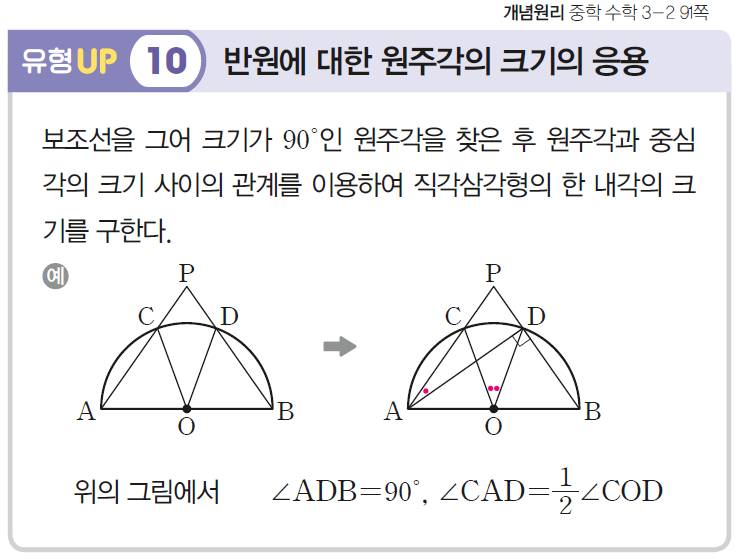 개념원리 중학 수학 3-2 91쪽
유형UP 10 반원에 대한 원주각의 크기의 응용
보조선을 그어 크기가 90°인 원주각을 찾은 후 원주각과 중심
각의 크기 사이의 관계를 이용하여 직각삼각형의 한 내각의 크
기를 구한다.
예
P P
C D C D
A B A B
O O
위의 그림에서 ∠ADB=90°, ∠CAD=1/2∠COD